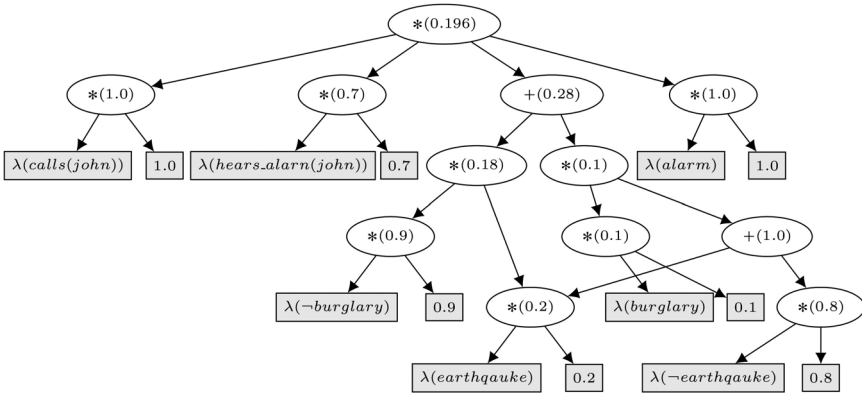 *(0.196)
*(1.0) *(0.7) +(0.28) *(1.0)
λ(calls(john)) 1.0 λ(hears_alarn(john)) 0.7 *(0.18) *(0.1) λ(alarm) 1.0
*(0.9) *(0.1) +(1.0)
λ(¬burglary) 0.9 *(0.2) λ(burglary) 0.1 *(0.8)
λ(earthqauke) 0.2 λ(¬earthqauke) 0.8